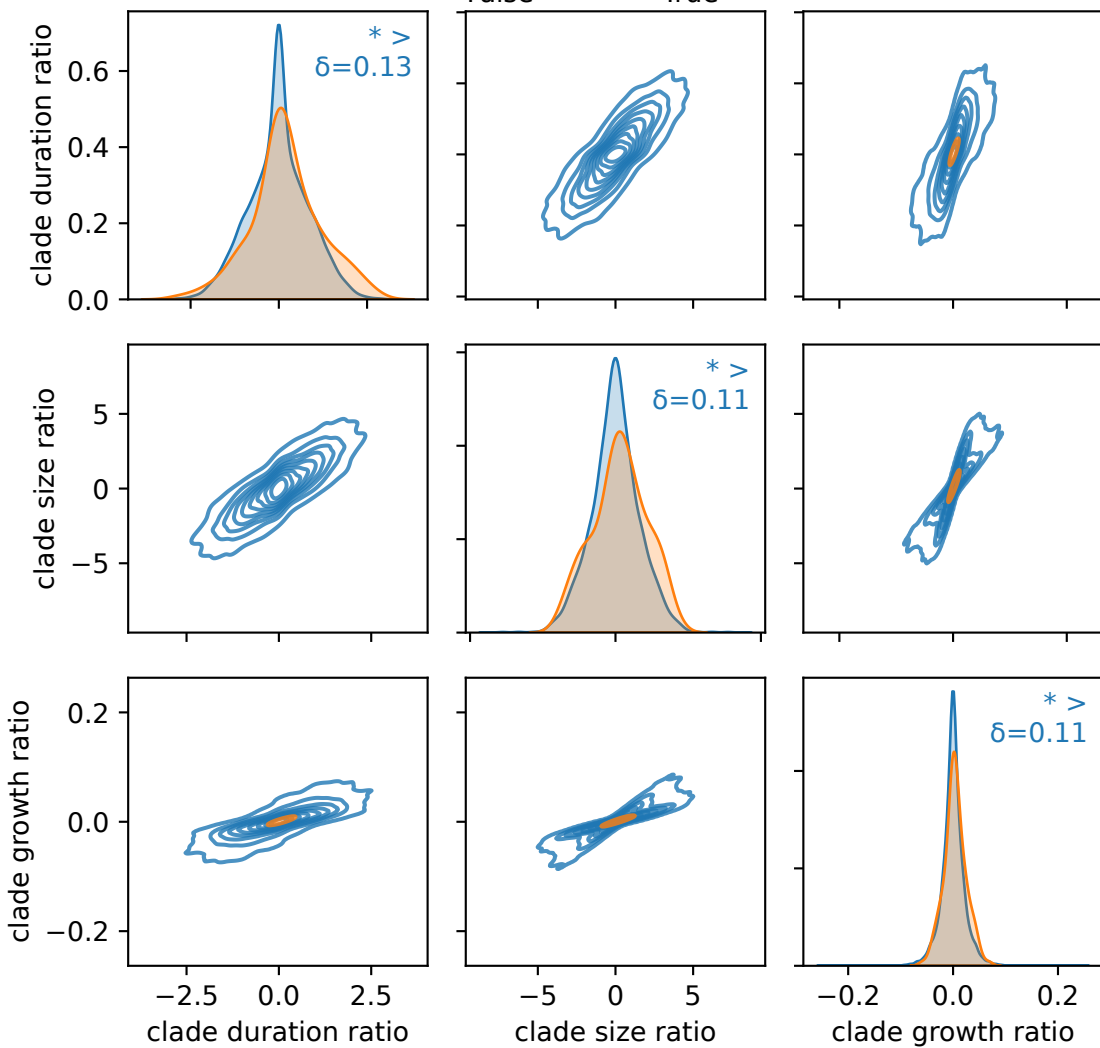 clade duration ratio
0.6
0.4
0.2
0.0
* >
δ=0.13
clade size ratio
5
0
−5
* >
δ=0.11
clade growth ratio
0.2
0.0
−0.2
* >
δ=0.11
−2.5 0.0 2.5
−5 0 5
−0.2 0.0 0.2
clade duration ratio
clade size ratio
clade growth ratio